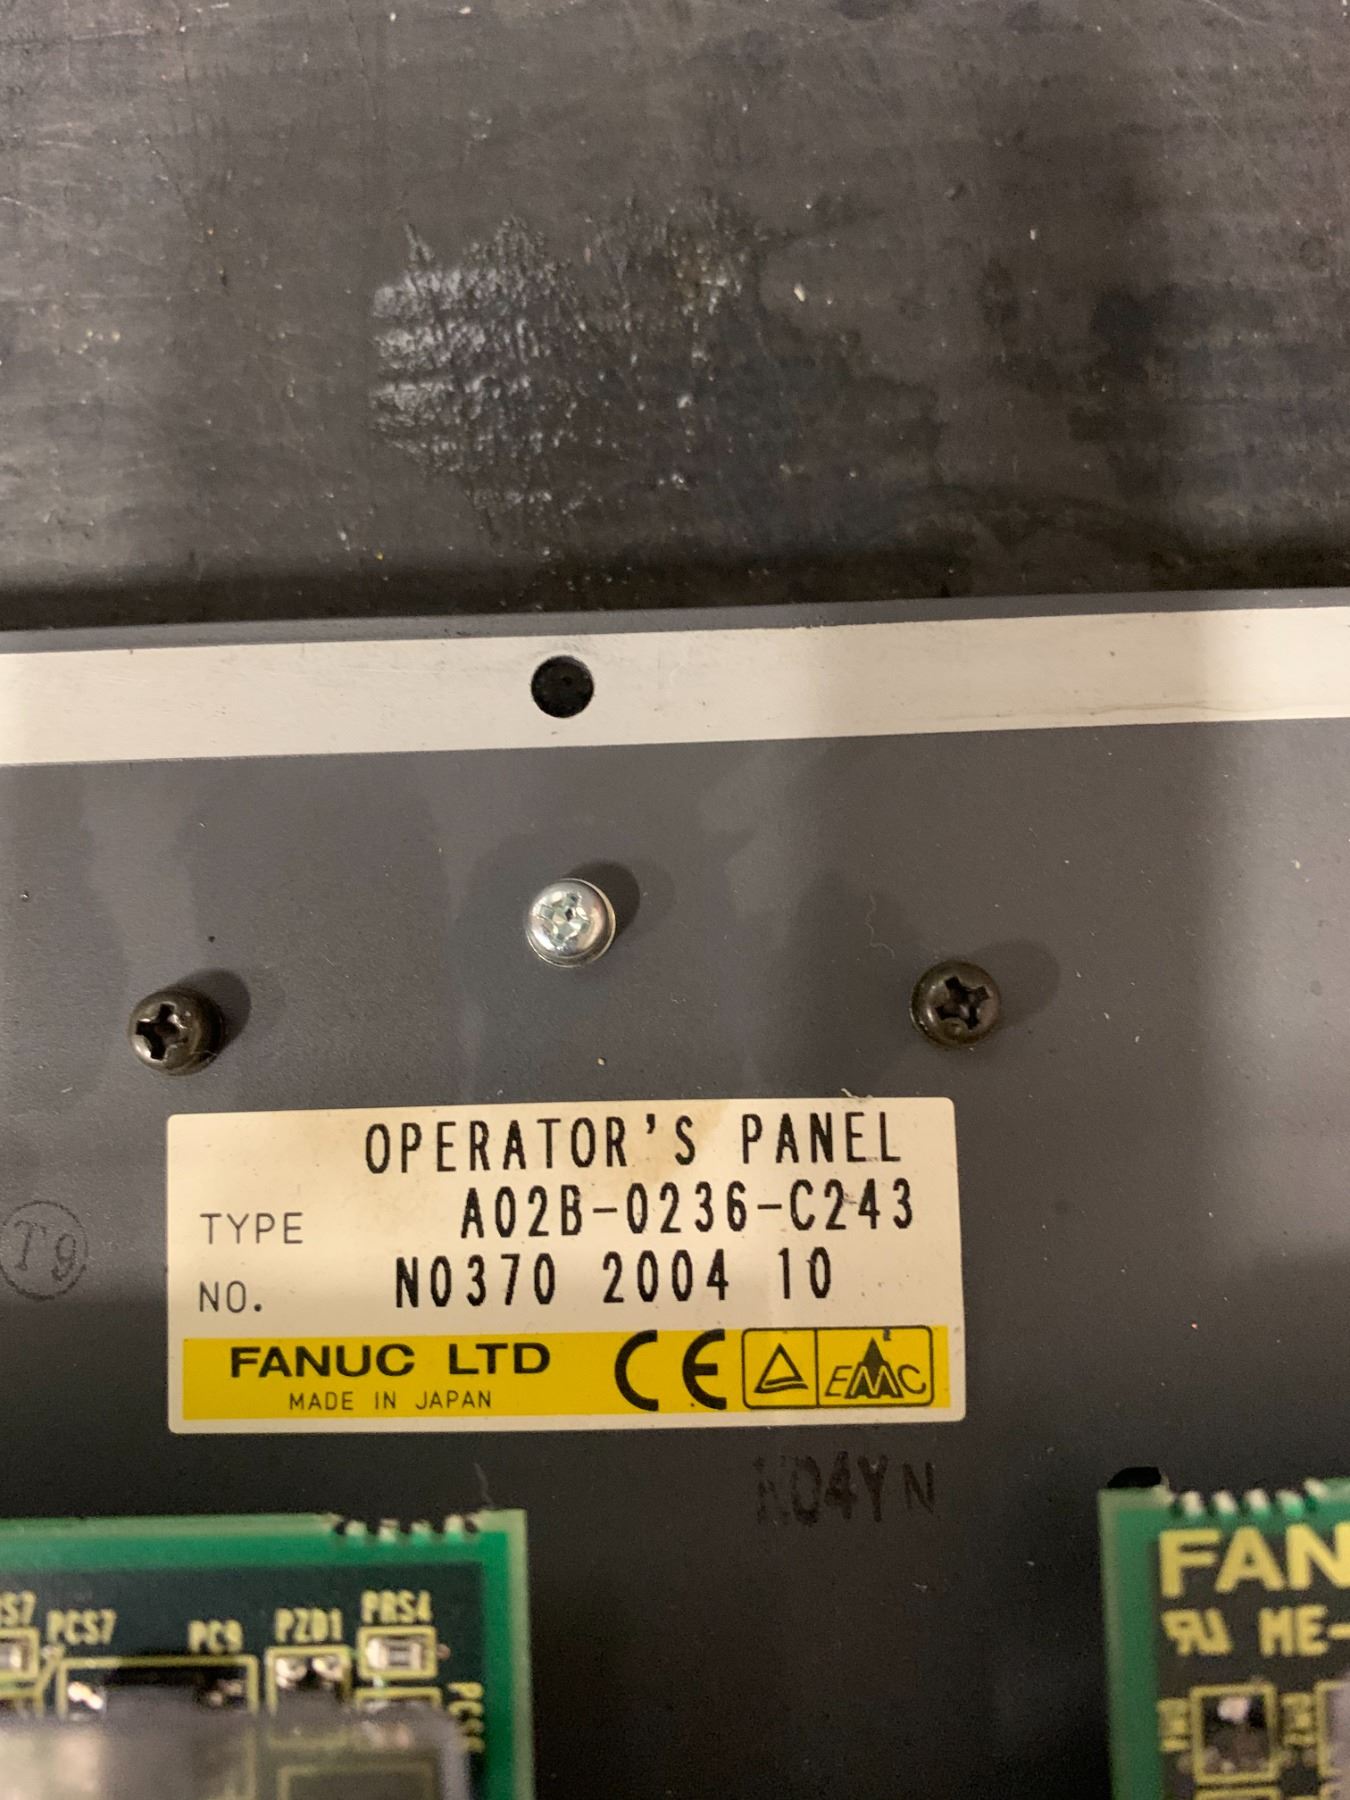 OPERATOR'S PANEL
TYPE A02B-0236-C243
NO. N0370 2004 10
FANUC LTD CE EMC
MADE IN JAPAN
T9
K04YN
PCS7 PC9 PZD1 PRS4
FAN
ME-